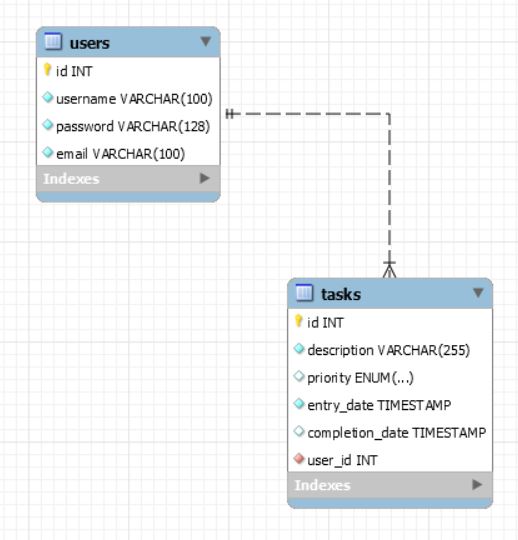 users
id INT
username VARCHAR(100)
password VARCHAR(128)
email VARCHAR(100)
Indexes
tasks
id INT
description VARCHAR(255)
priority ENUM(...)
entry_date TIMESTAMP
completion_date TIMESTAMP
user_id INT
Indexes